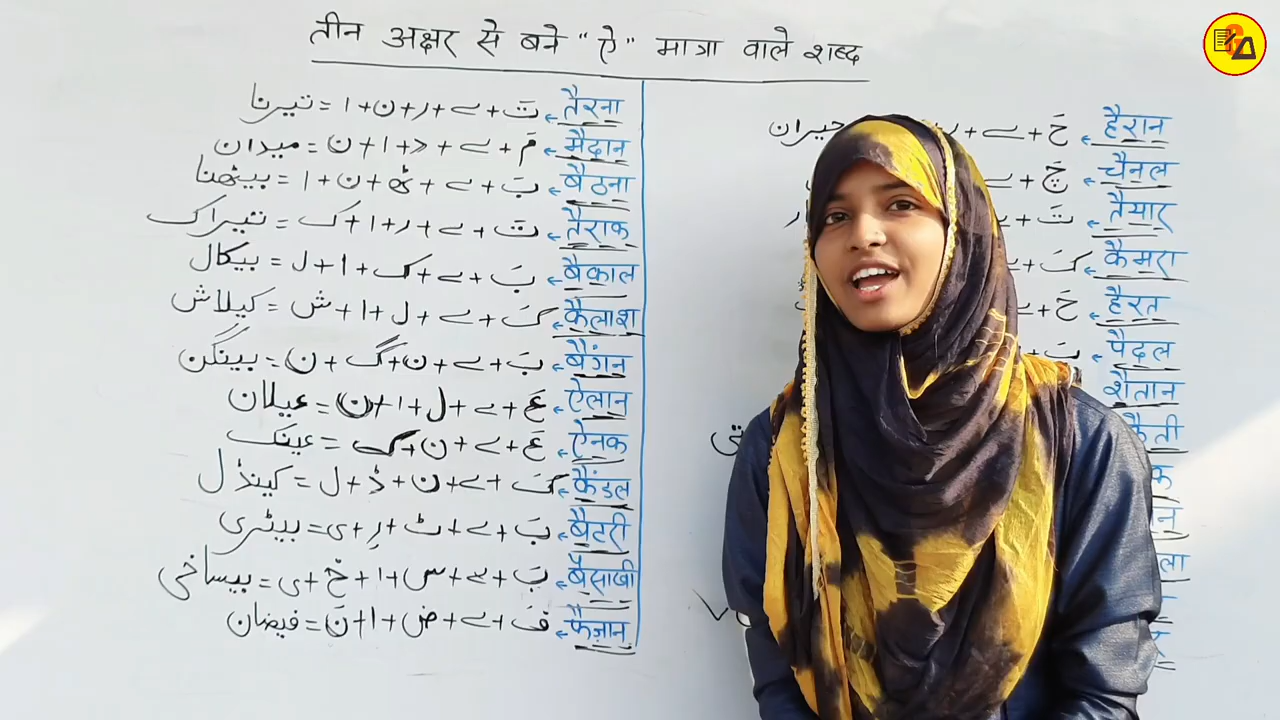 तीन अक्षर से बने "ऐ" मात्रा वाले शब्द
तैरना ← تَ + ے + ر + ن + ا = تیرنا
मैदान ← مَ + ے + د + ا + ن = میدان
बैठना ← بَ + ے + ٹھ + ن + ا = بیٹھنا
तैराक ← تَ + ے + ر + ا + ک = تیراک
बैकाल ← بَ + ے + ک + ا + ل = بیکال
कैलाश ← کَ + ے + ل + ا + ش = کیلاش
बैंगन ← بَ + ے + ن + گ + ن = بینگن
ऐलान ← عَ + ے + ل + ا + ن = عیلان
ऐनक ← عَ + ے + ن + ک = عینک
कैंडल ← کَ + ے + ن + ڈ + ل = کینڈل
बैटरी ← بَ + ے + ٹ + رِ + ی = بیٹری
बैसाखी ← بَ + ے + س + ا + خ + ی = بیساخی
फैज़ान ← فَ + ے + ض + ا + نَ = فیضان
हैरान ← حَ + ے + ر حیران
चैनल ← چَ + ے
तैयार ← تَ + ر
कैमरा ← کَ +
हैरत ← حَ + ے
पैदल ←
शैतान